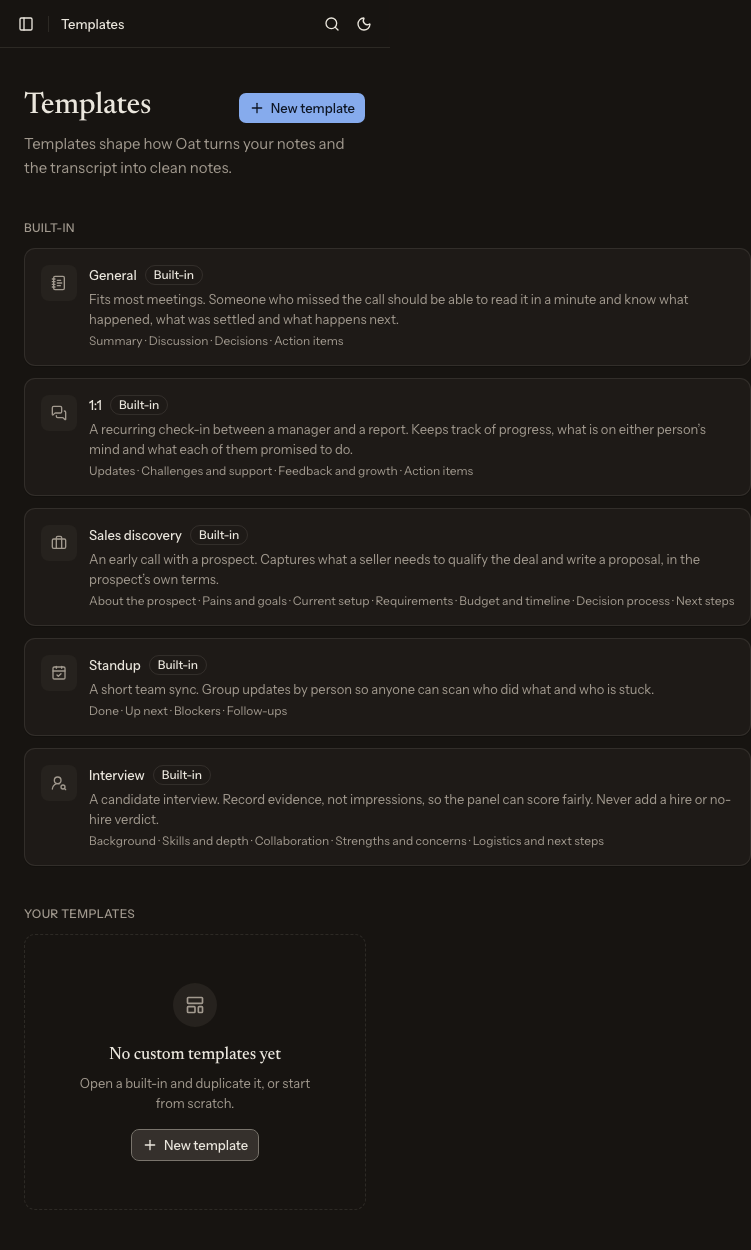 Templates
Templates
New template
Templates shape how Oat turns your notes and
the transcript into clean notes.
BUILT-IN
General Built-in
Fits most meetings. Someone who missed the call should be able to read it in a minute and know what
happened, what was settled and what happens next.
Summary · Discussion · Decisions · Action items
1:1 Built-in
A recurring check-in between a manager and a report. Keeps track of progress, what is on either person's
mind and what each of them promised to do.
Updates · Challenges and support · Feedback and growth · Action items
Sales discovery Built-in
An early call with a prospect. Captures what a seller needs to qualify the deal and write a proposal, in the
prospect's own terms.
About the prospect · Pains and goals · Current setup · Requirements · Budget and timeline · Decision process · Next steps
Standup Built-in
A short team sync. Group updates by person so anyone can scan who did what and who is stuck.
Done · Up next · Blockers · Follow-ups
Interview Built-in
A candidate interview. Record evidence, not impressions, so the panel can score fairly. Never add a hire or no-
hire verdict.
Background · Skills and depth · Collaboration · Strengths and concerns · Logistics and next steps
YOUR TEMPLATES
No custom templates yet
Open a built-in and duplicate it, or start
from scratch.
New template